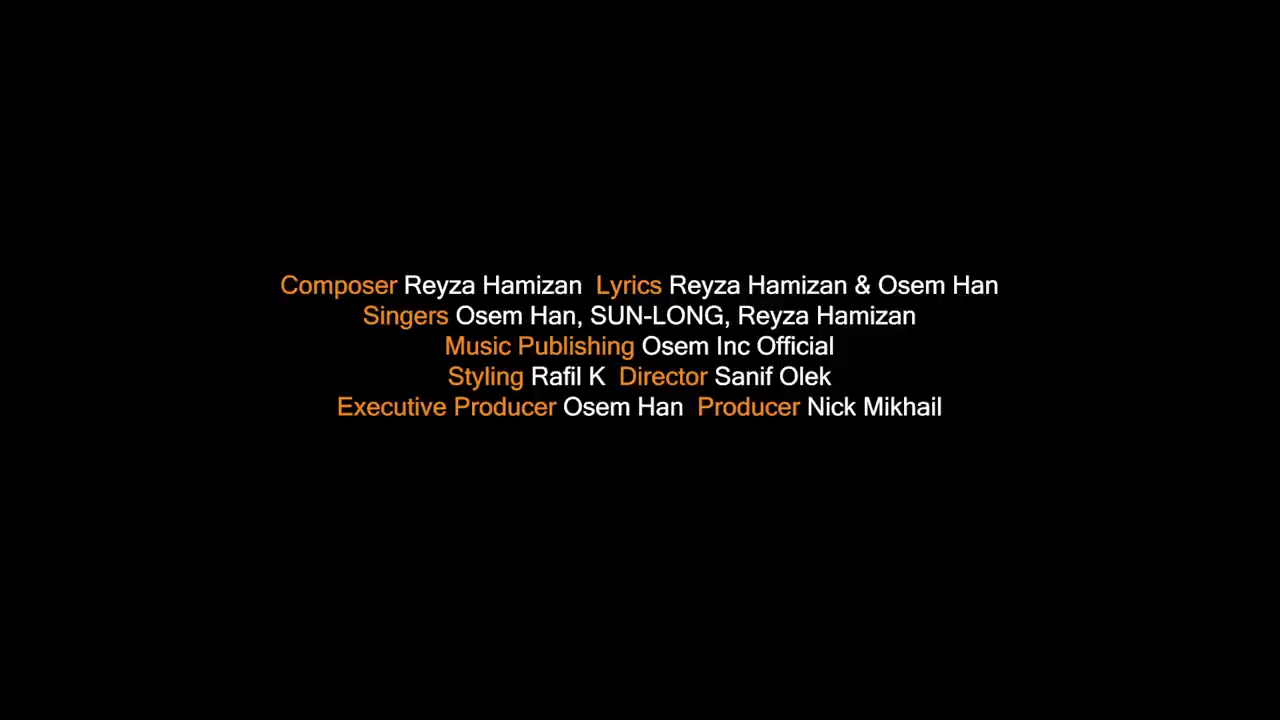 Composer Reyza Hamizan  Lyrics Reyza Hamizan & Osem Han
Singers Osem Han, SUN-LONG, Reyza Hamizan
Music Publishing Osem Inc Official
Styling Rafil K  Director Sanif Olek
Executive Producer Osem Han  Producer Nick Mikhail